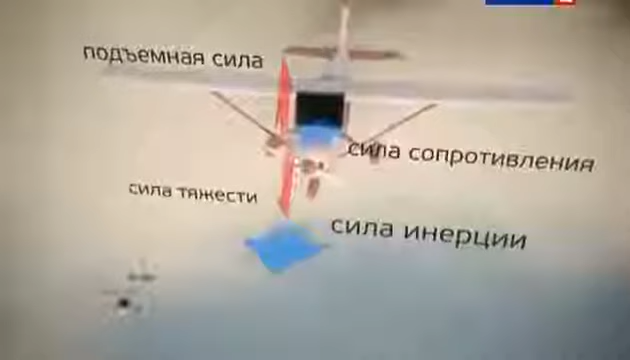 подъемная сила
сила сопротивления
сила тяжести
сила инерции